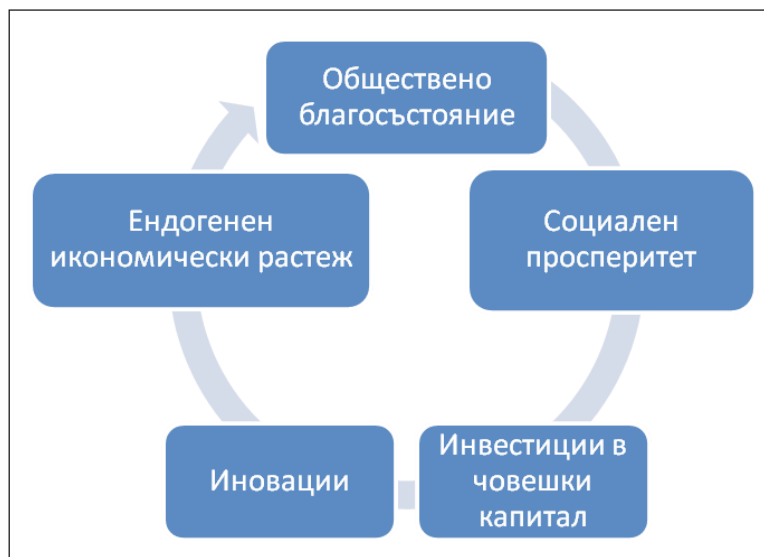 Обществено
благосъстояние
Социален
просперитет
Инвестиции в
човешки
капитал
Иновации
Ендогенен
икономически растеж